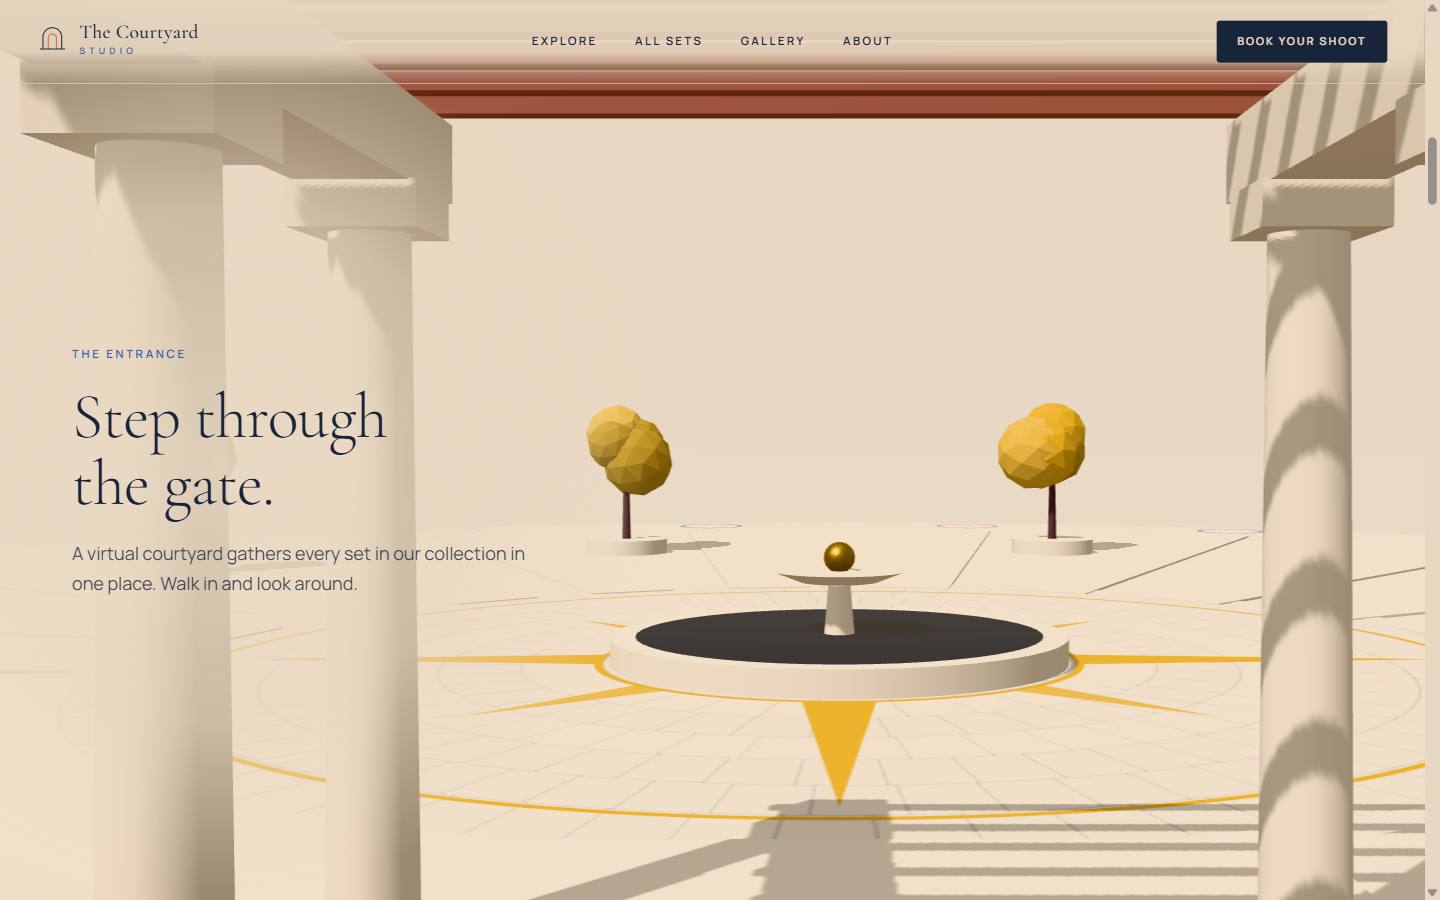 The Courtyard
STUDIO
EXPLORE
ALL SETS
GALLERY
ABOUT
BOOK YOUR SHOOT
THE ENTRANCE
Step through
the gate.
A virtual courtyard gathers every set in our collection in
one place. Walk in and look around.